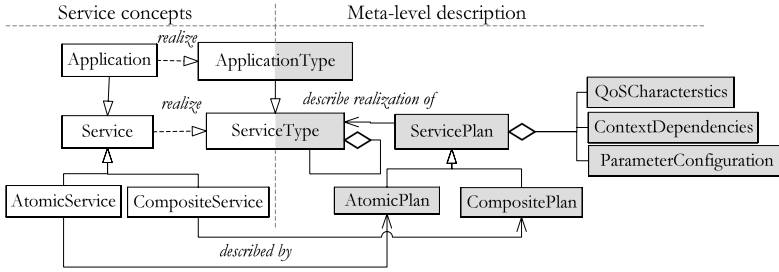 Service concepts
Meta-level description
realize
Application
ApplicationType
QoSCharacterstics
realize
describe realization of
Service
ServiceType
ServicePlan
ContextDependencies
ParameterConfiguration
AtomicService
CompositeService
AtomicPlan
CompositePlan
described by